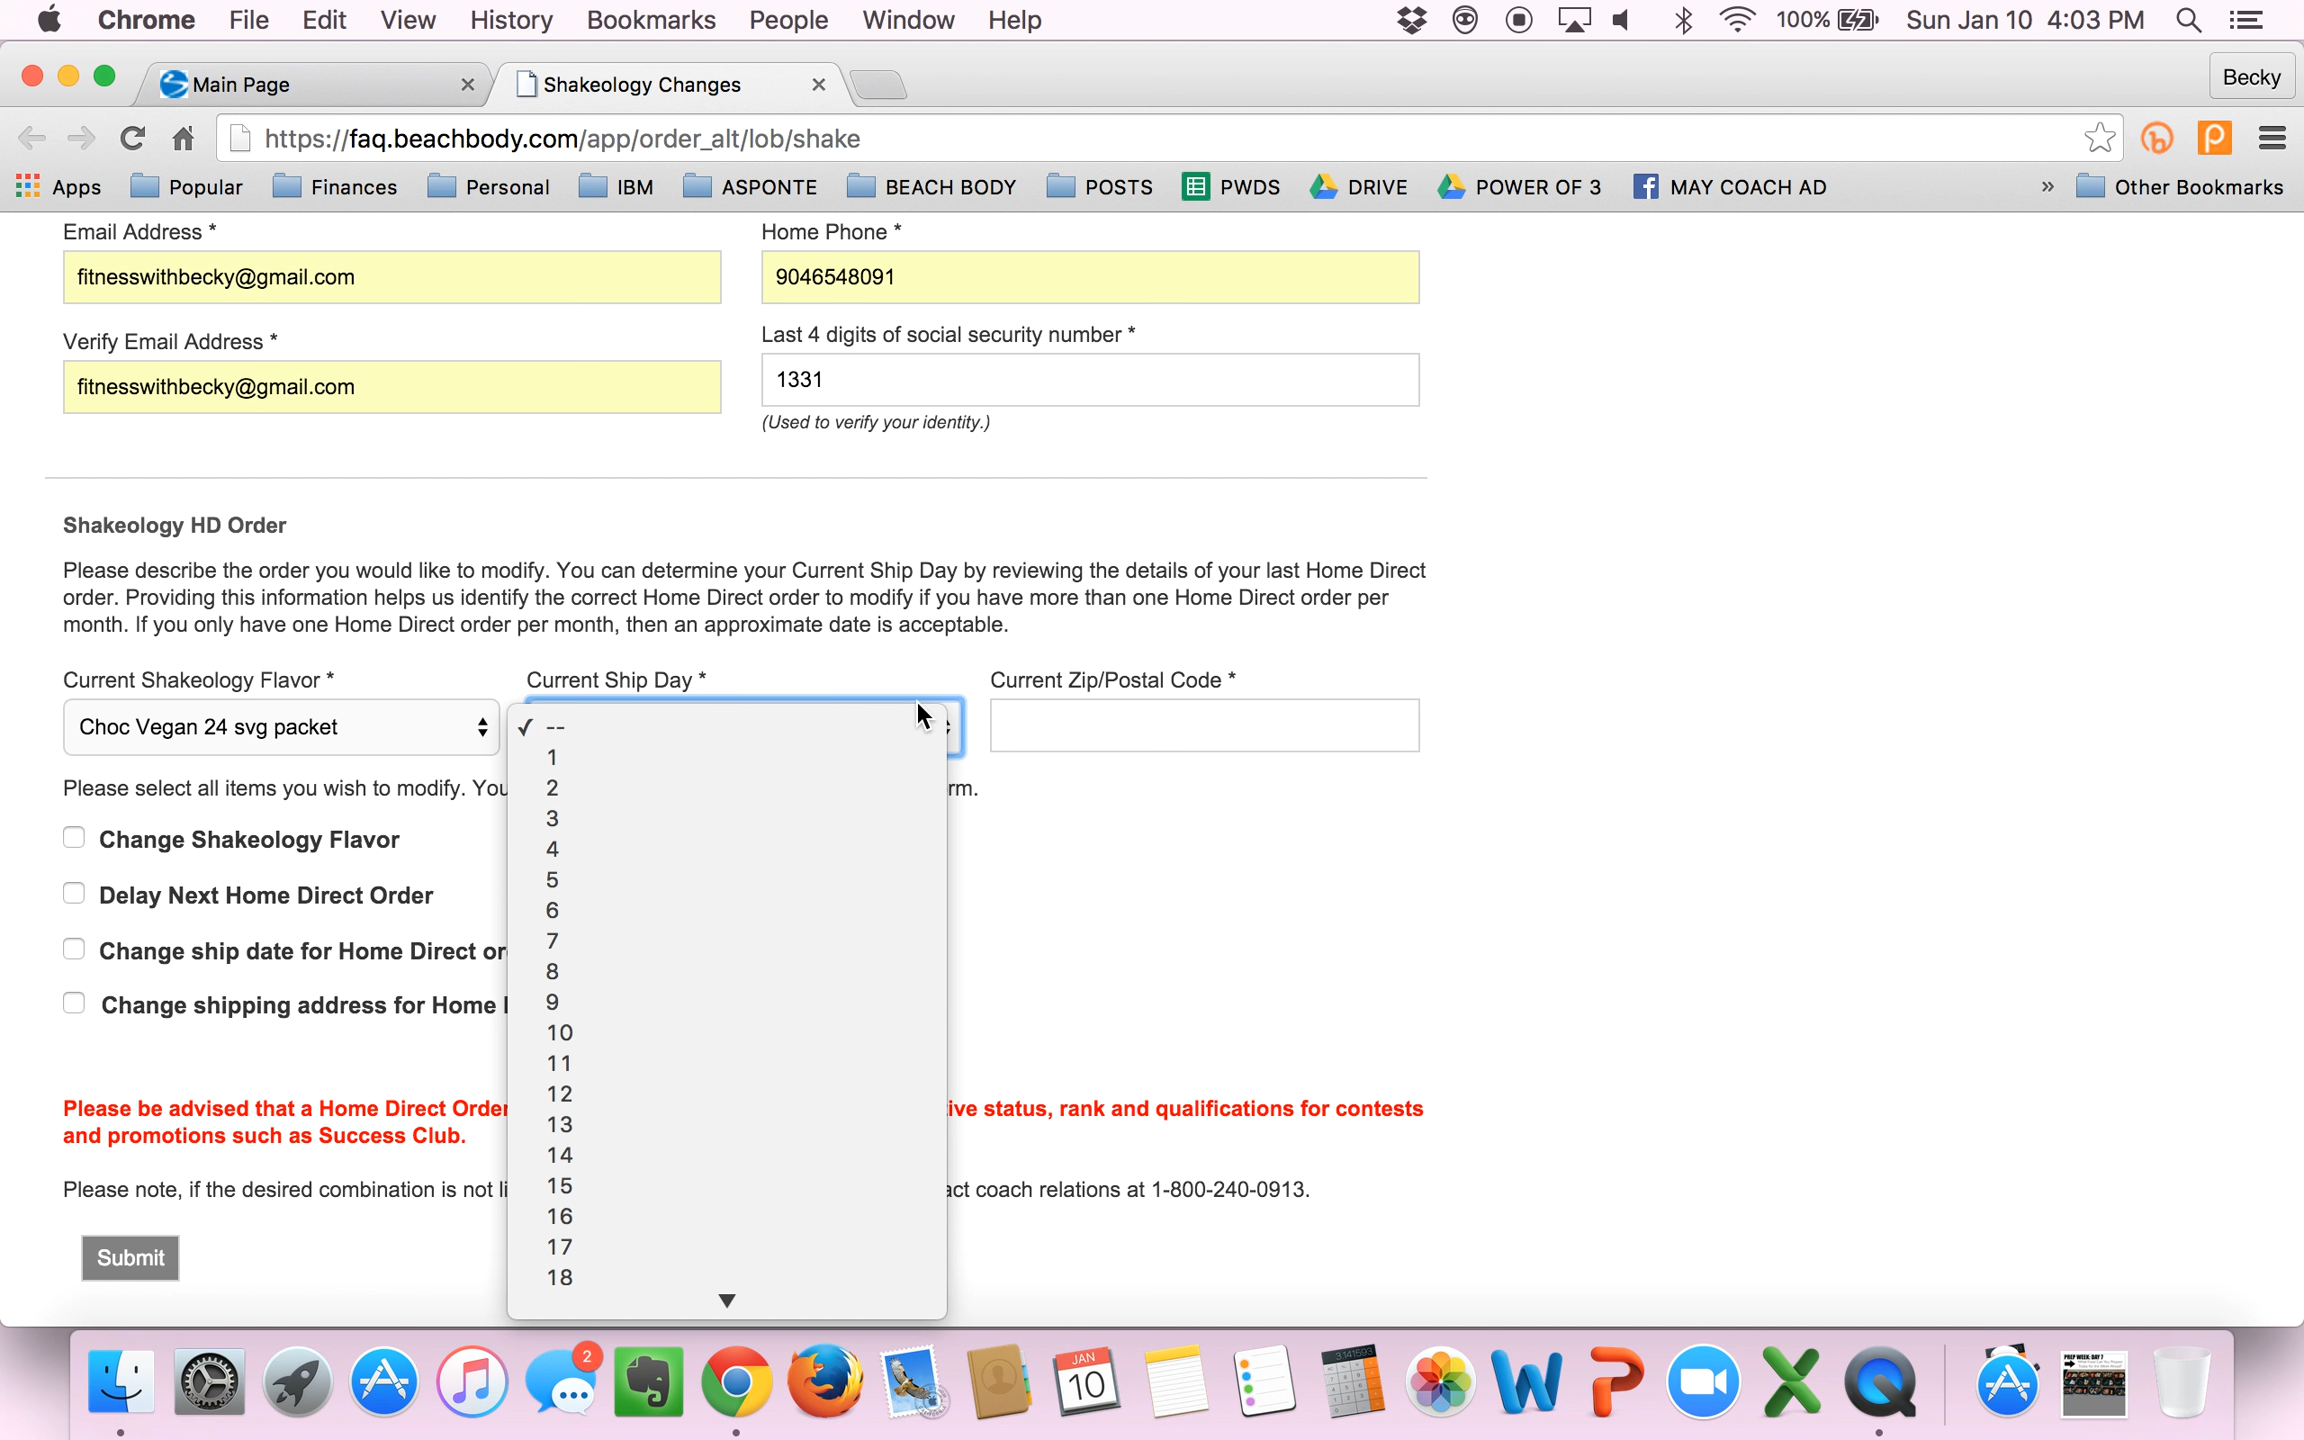 Chrome File Edit View History Bookmarks People Window Help 100% Sun Jan 10 4:03 PM
Main Page Shakeology Changes Becky
https://faq.beachbody.com/app/order_alt/lob/shake
Apps Popular Finances Personal IBM ASPONTE BEACH BODY POSTS PWDS DRIVE POWER OF 3 MAY COACH AD » Other Bookmarks
Email Address * Home Phone *
fitnesswithbecky@gmail.com 9046548091
Verify Email Address * Last 4 digits of social security number *
fitnesswithbecky@gmail.com 1331
(Used to verify your identity.)
Shakeology HD Order
Please describe the order you would like to modify. You can determine your Current Ship Day by reviewing the details of your last Home Direct
order. Providing this information helps us identify the correct Home Direct order to modify if you have more than one Home Direct order per
month. If you only have one Home Direct order per month, then an approximate date is acceptable.
Current Shakeology Flavor * Current Ship Day * Current Zip/Postal Code *
Choc Vegan 24 svg packet ✓ --
1
Please select all items you wish to modify. You 2 rm.
3
Change Shakeology Flavor 4
5
Delay Next Home Direct Order 6
7
Change ship date for Home Direct or 8
9
Change shipping address for Home
10
11
12
Please be advised that a Home Direct Order ive status, rank and qualifications for contests
13
and promotions such as Success Club.
14
15
Please note, if the desired combination is not li act coach relations at 1-800-240-0913.
16
17
Submit 18
2 JAN 10 3.141593
PREP WEEK: DAY 7